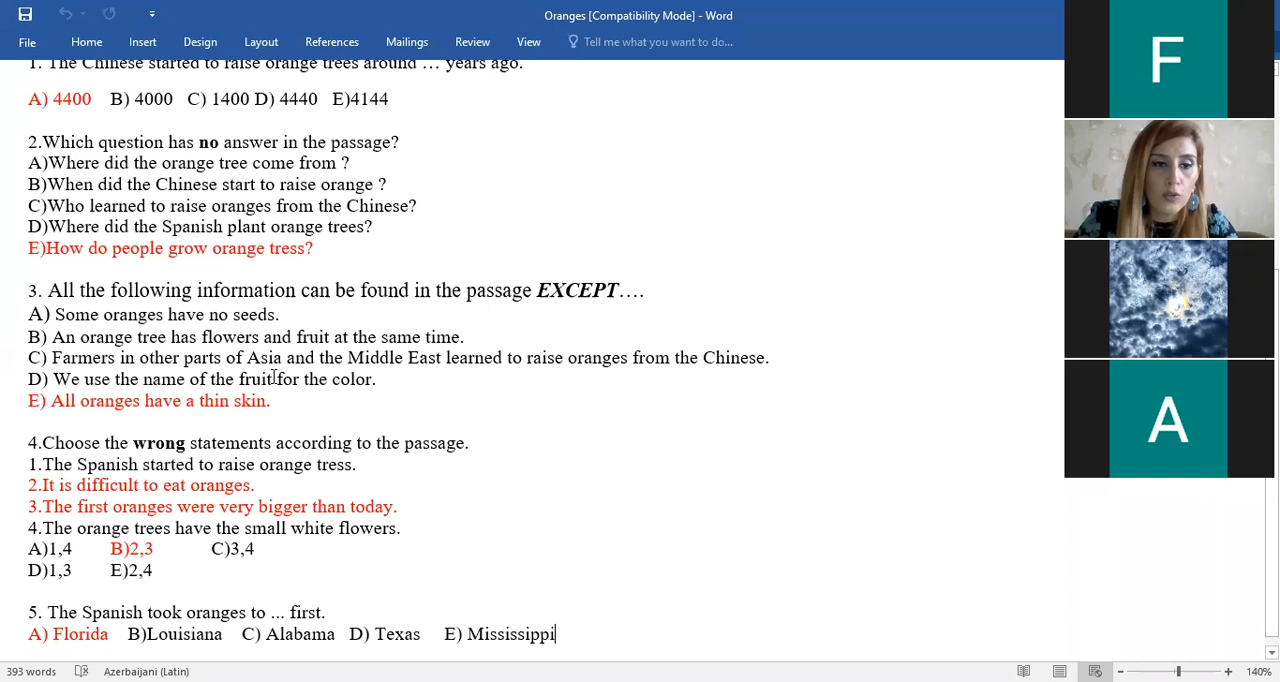 Oranges [Compatibility Mode] - Word
File Home Insert Design Layout References Mailings Review View Tell me what you want to do...
1. The Chinese started to raise orange trees around … years ago.
A) 4400 B) 4000 C) 1400 D) 4440 E)4144
2.Which question has no answer in the passage?
A)Where did the orange tree come from ?
B)When did the Chinese start to raise orange ?
C)Who learned to raise oranges from the Chinese?
D)Where did the Spanish plant orange trees?
E)How do people grow orange tress?
3. All the following information can be found in the passage EXCEPT….
A) Some oranges have no seeds.
B) An orange tree has flowers and fruit at the same time.
C) Farmers in other parts of Asia and the Middle East learned to raise oranges from the Chinese.
D) We use the name of the fruit for the color.
E) All oranges have a thin skin.
4.Choose the wrong statements according to the passage.
1.The Spanish started to raise orange tress.
2.It is difficult to eat oranges.
3.The first oranges were very bigger than today.
4.The orange trees have the small white flowers.
A)1,4 B)2,3 C)3,4
D)1,3 E)2,4
5. The Spanish took oranges to ... first.
A) Florida B)Louisiana C) Alabama D) Texas E) Mississippi
393 words Azerbaijani (Latin) 140%
F
A